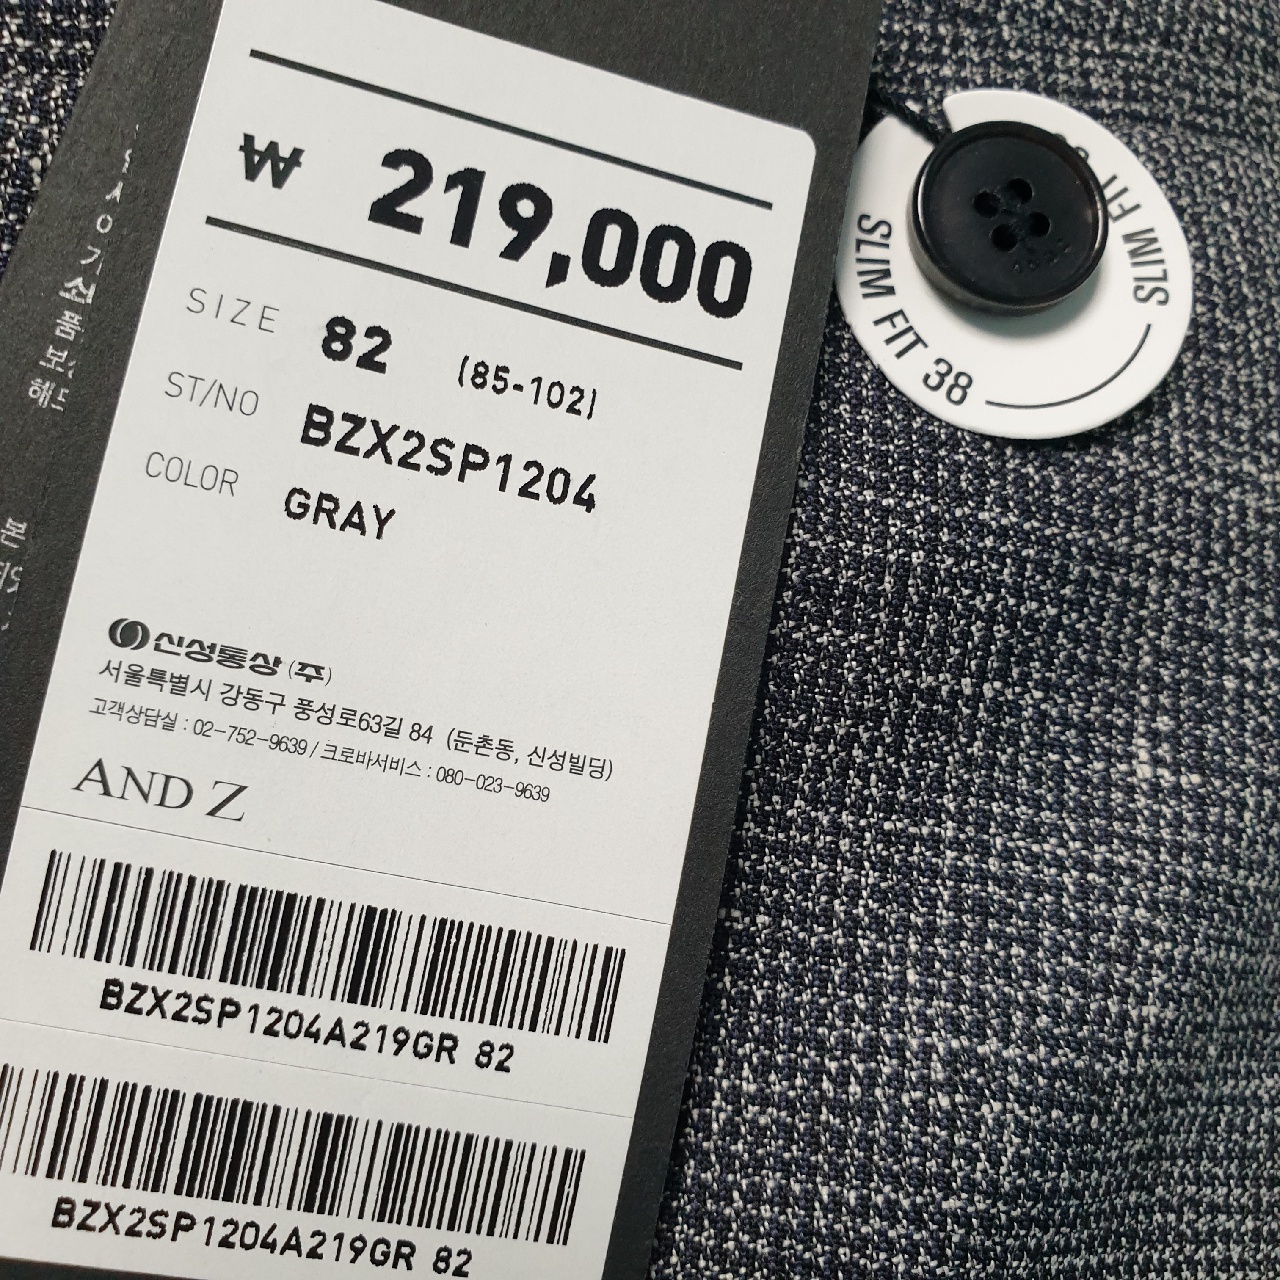 ₩ 219,000
SIZE 82 (85-102)
ST/NO BZX2SP1204
COLOR GRAY
신성통상(주)
서울특별시 강동구 풍성로63길 84 (둔촌동, 신성빌딩)
고객상담실 : 02-752-9639 / 크로바서비스 : 080-023-9639
AND Z
BZX2SP1204A219GR 82
BZX2SP1204A219GR 82
SLIM FIT 38
SLIM FIT